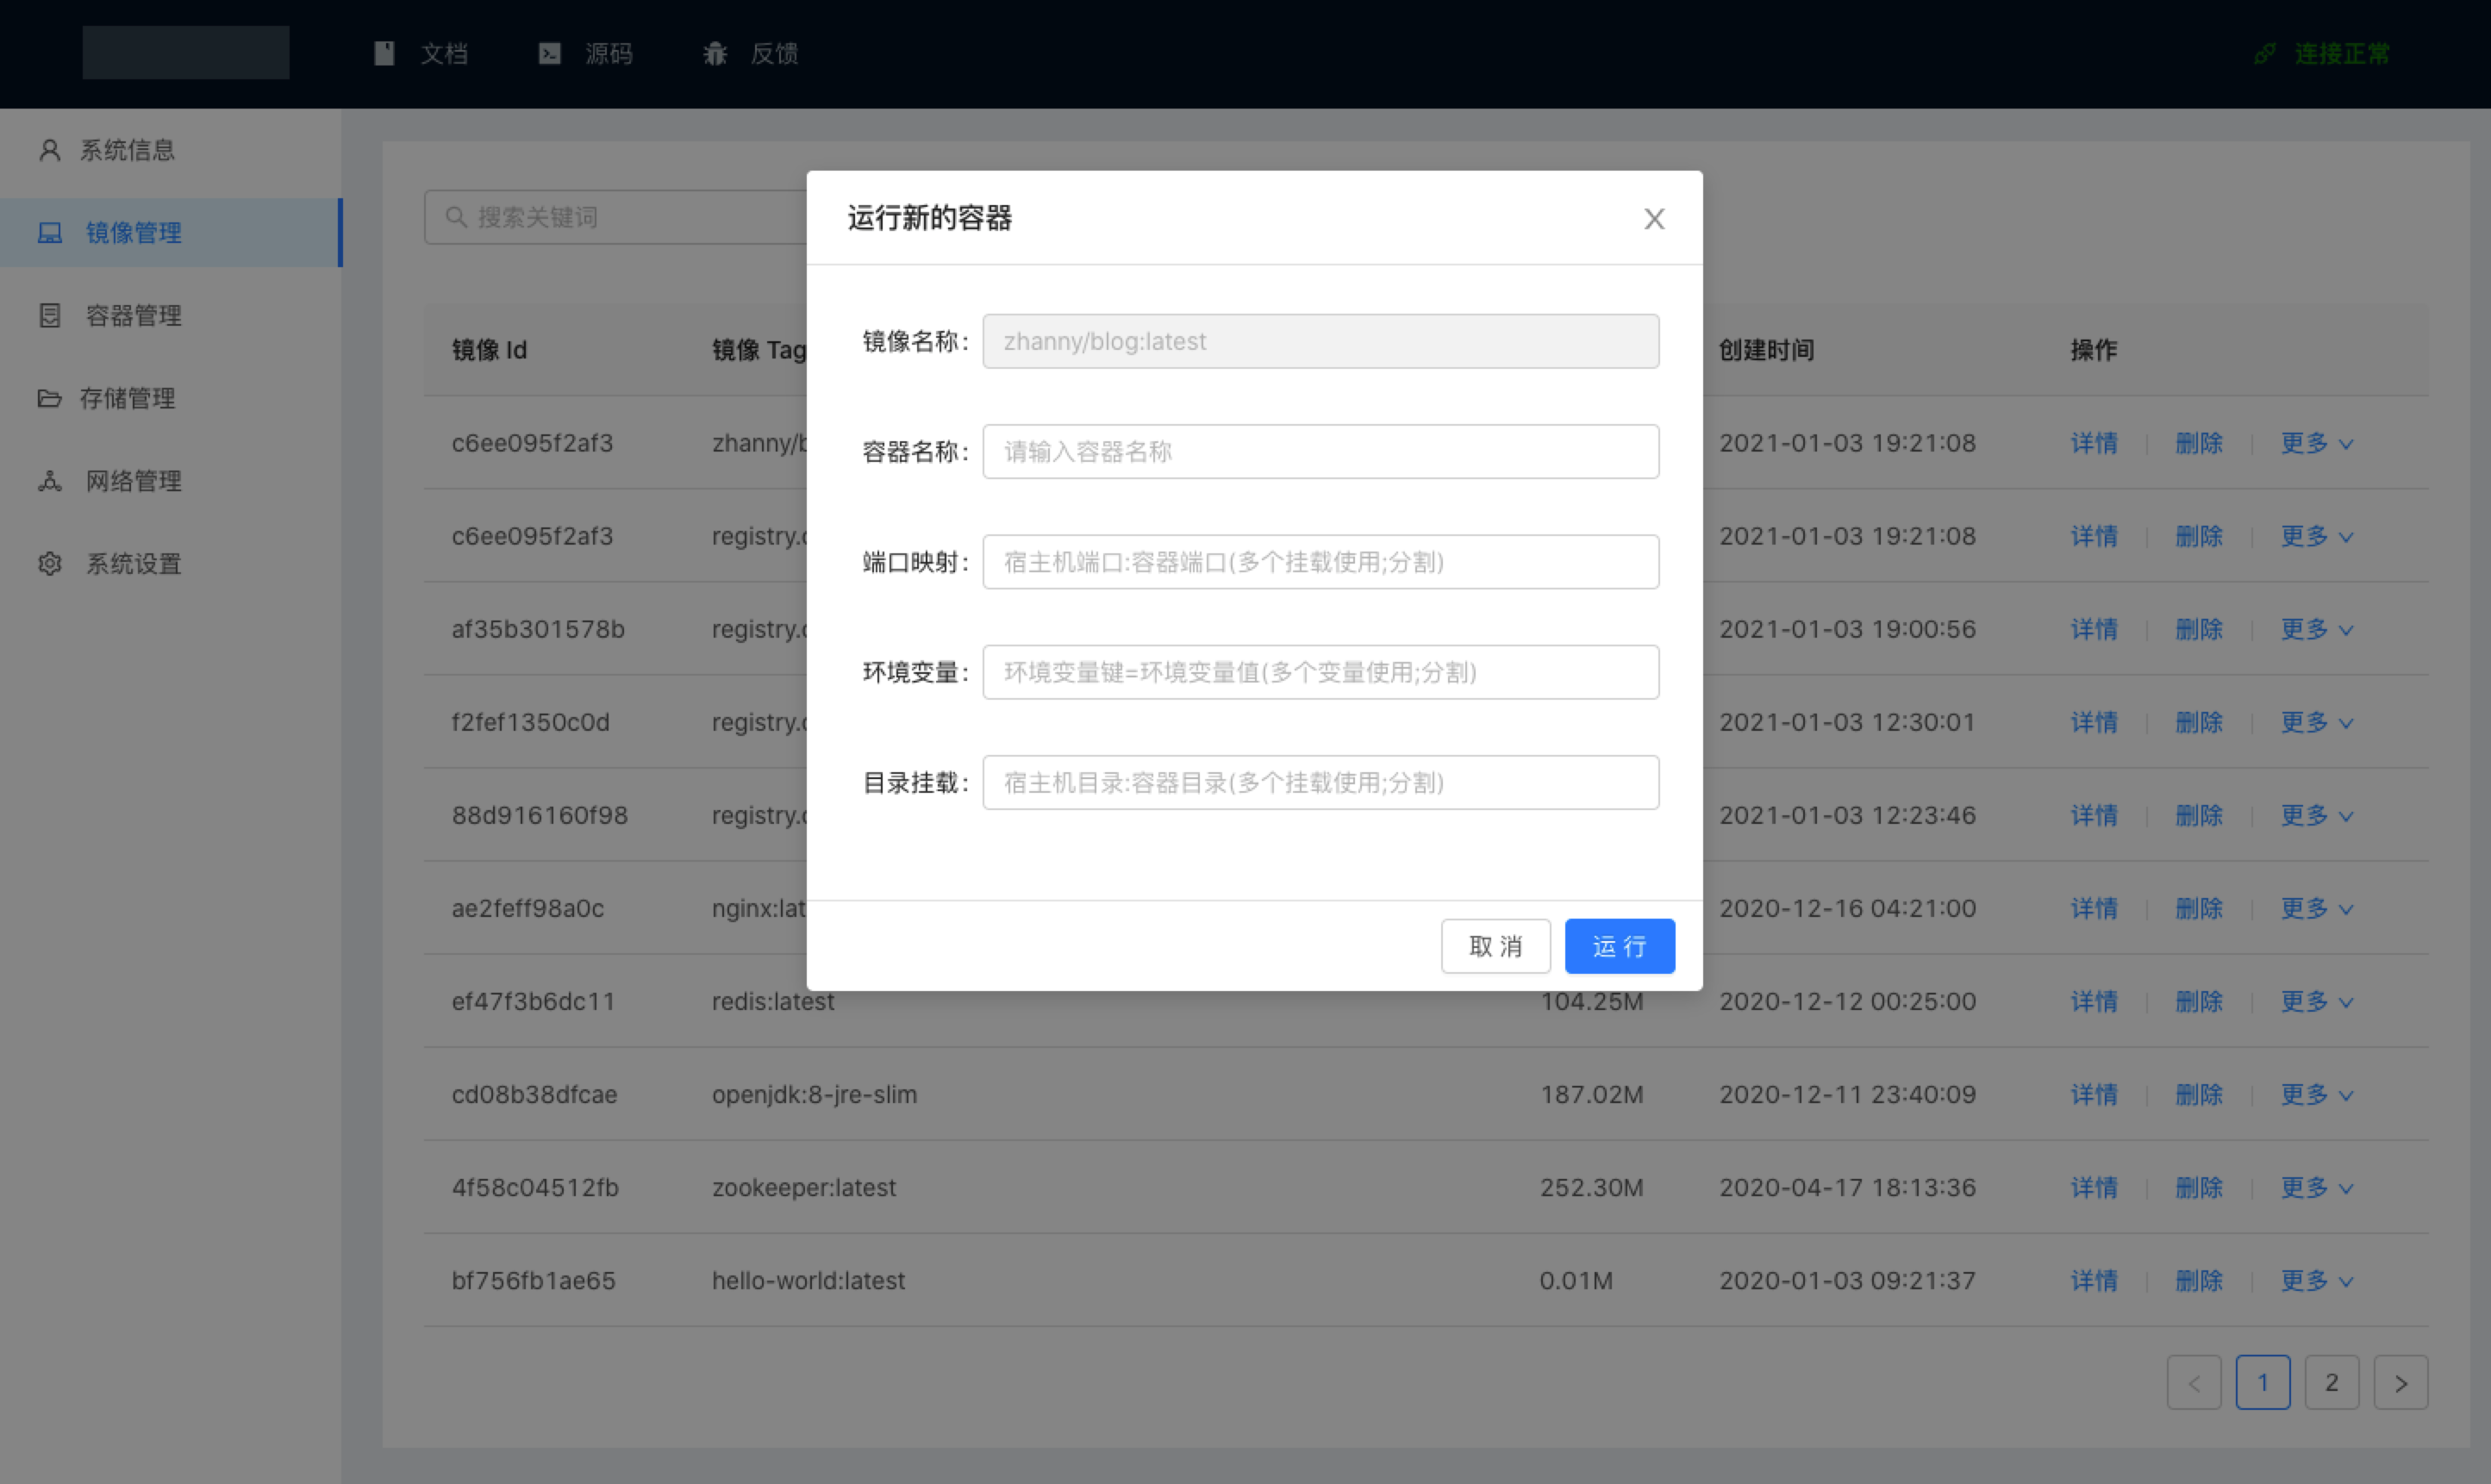 文档 源码 反馈 连接正常
系统信息
镜像管理
容器管理
存储管理
网络管理
系统设置
搜索关键词
运行新的容器
镜像名称: zhanny/blog:latest
容器名称: 请输入容器名称
端口映射: 宿主机端口:容器端口(多个挂载使用;分割)
环境变量: 环境变量键=环境变量值(多个变量使用;分割)
目录挂载: 宿主机目录:容器目录(多个挂载使用;分割)
取 消 运 行
镜像 Id 镜像 Tag 创建时间 操作
c6ee095f2af3 zhanny/b 2021-01-03 19:21:08 详情 删除 更多
c6ee095f2af3 registry. 2021-01-03 19:21:08 详情 删除 更多
af35b301578b registry. 2021-01-03 19:00:56 详情 删除 更多
f2fef1350c0d registry. 2021-01-03 12:30:01 详情 删除 更多
88d916160f98 registry. 2021-01-03 12:23:46 详情 删除 更多
ae2feff98a0c nginx:lat 2020-12-16 04:21:00 详情 删除 更多
ef47f3b6dc11 redis:latest 104.25M 2020-12-12 00:25:00 详情 删除 更多
cd08b38dfcae openjdk:8-jre-slim 187.02M 2020-12-11 23:40:09 详情 删除 更多
4f58c04512fb zookeeper:latest 252.30M 2020-04-17 18:13:36 详情 删除 更多
bf756fb1ae65 hello-world:latest 0.01M 2020-01-03 09:21:37 详情 删除 更多
< 1 2 >